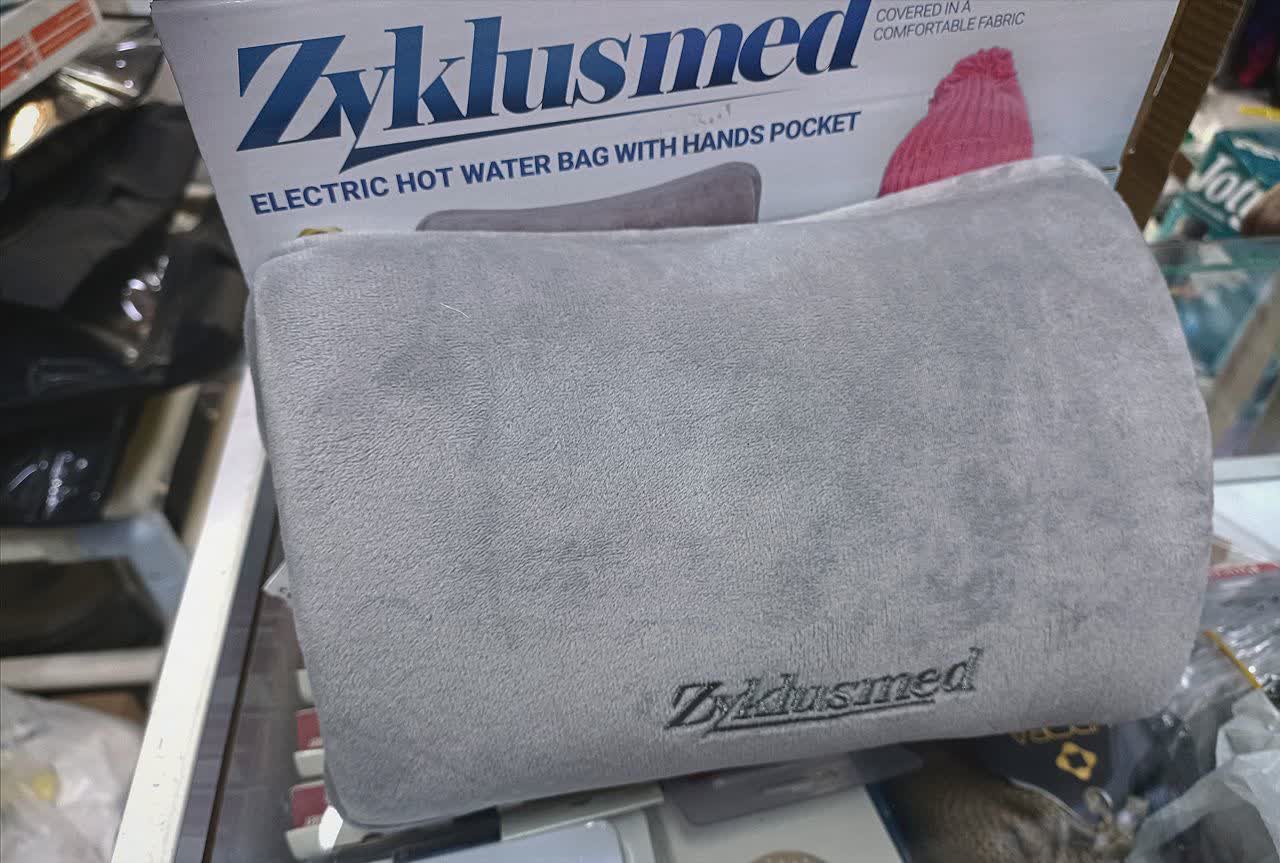 Zyklusmed
COVERED IN A
COMFORTABLE FABRIC
ELECTRIC HOT WATER BAG WITH HANDS POCKET
Zyklusmed